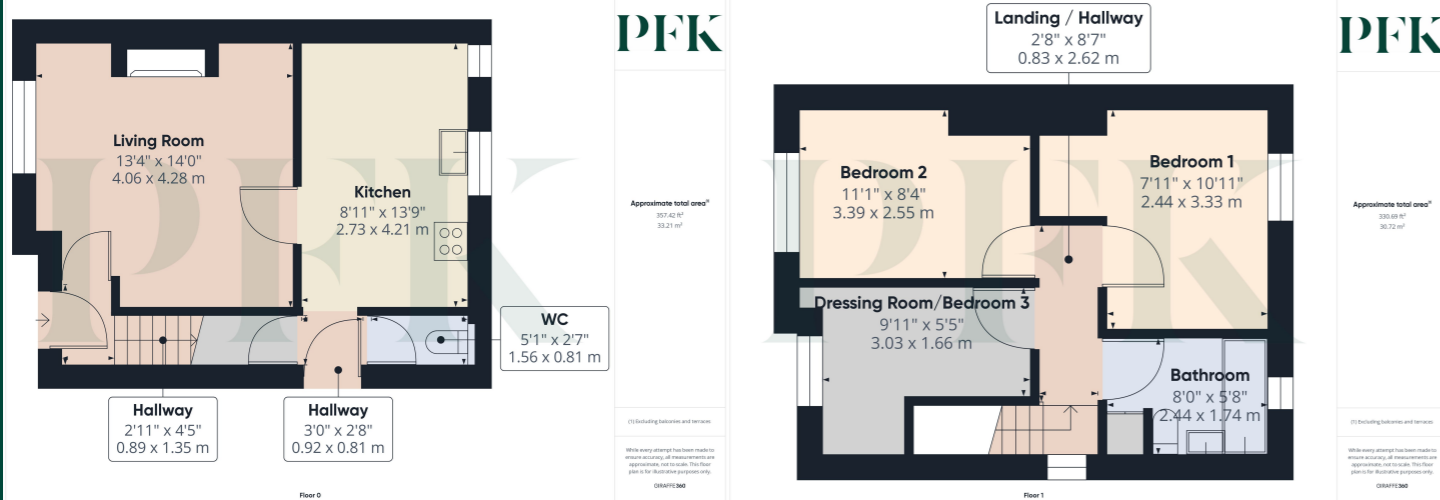 PFK
Living Room
13'4" x 14'0"
4.06 x 4.28 m
Kitchen
8'11" x 13'9"
2.73 x 4.21 m
WC
5'1" x 2'7"
1.56 x 0.81 m
Hallway
2'11" x 4'5"
0.89 x 1.35 m
Hallway
3'0" x 2'8"
0.92 x 0.81 m
Floor 0
PFK
Approximate total area(1)
357.42 ft²
33.21 m²
(1) Excluding balconies and terraces
While every attempt has been made to
ensure accuracy, all measurements are
approximate, not to scale. This floor
plan is for illustrative purposes only.
GIRAFFE360
Landing / Hallway
2'8" x 8'7"
0.83 x 2.62 m
PFK
Bedroom 2
11'1" x 8'4"
3.39 x 2.55 m
Bedroom 1
7'11" x 10'11"
2.44 x 3.33 m
Dressing Room/Bedroom 3
9'11" x 5'5"
3.03 x 1.66 m
Bathroom
8'0" x 5'8"
2.44 x 1.74 m
Floor 1
PFK
Approximate total area(1)
330.69 ft²
30.72 m²
(1) Excluding balconies and terraces
While every attempt has been made to
ensure accuracy, all measurements are
approximate, not to scale. This floor
plan is for illustrative purposes only.
GIRAFFE360